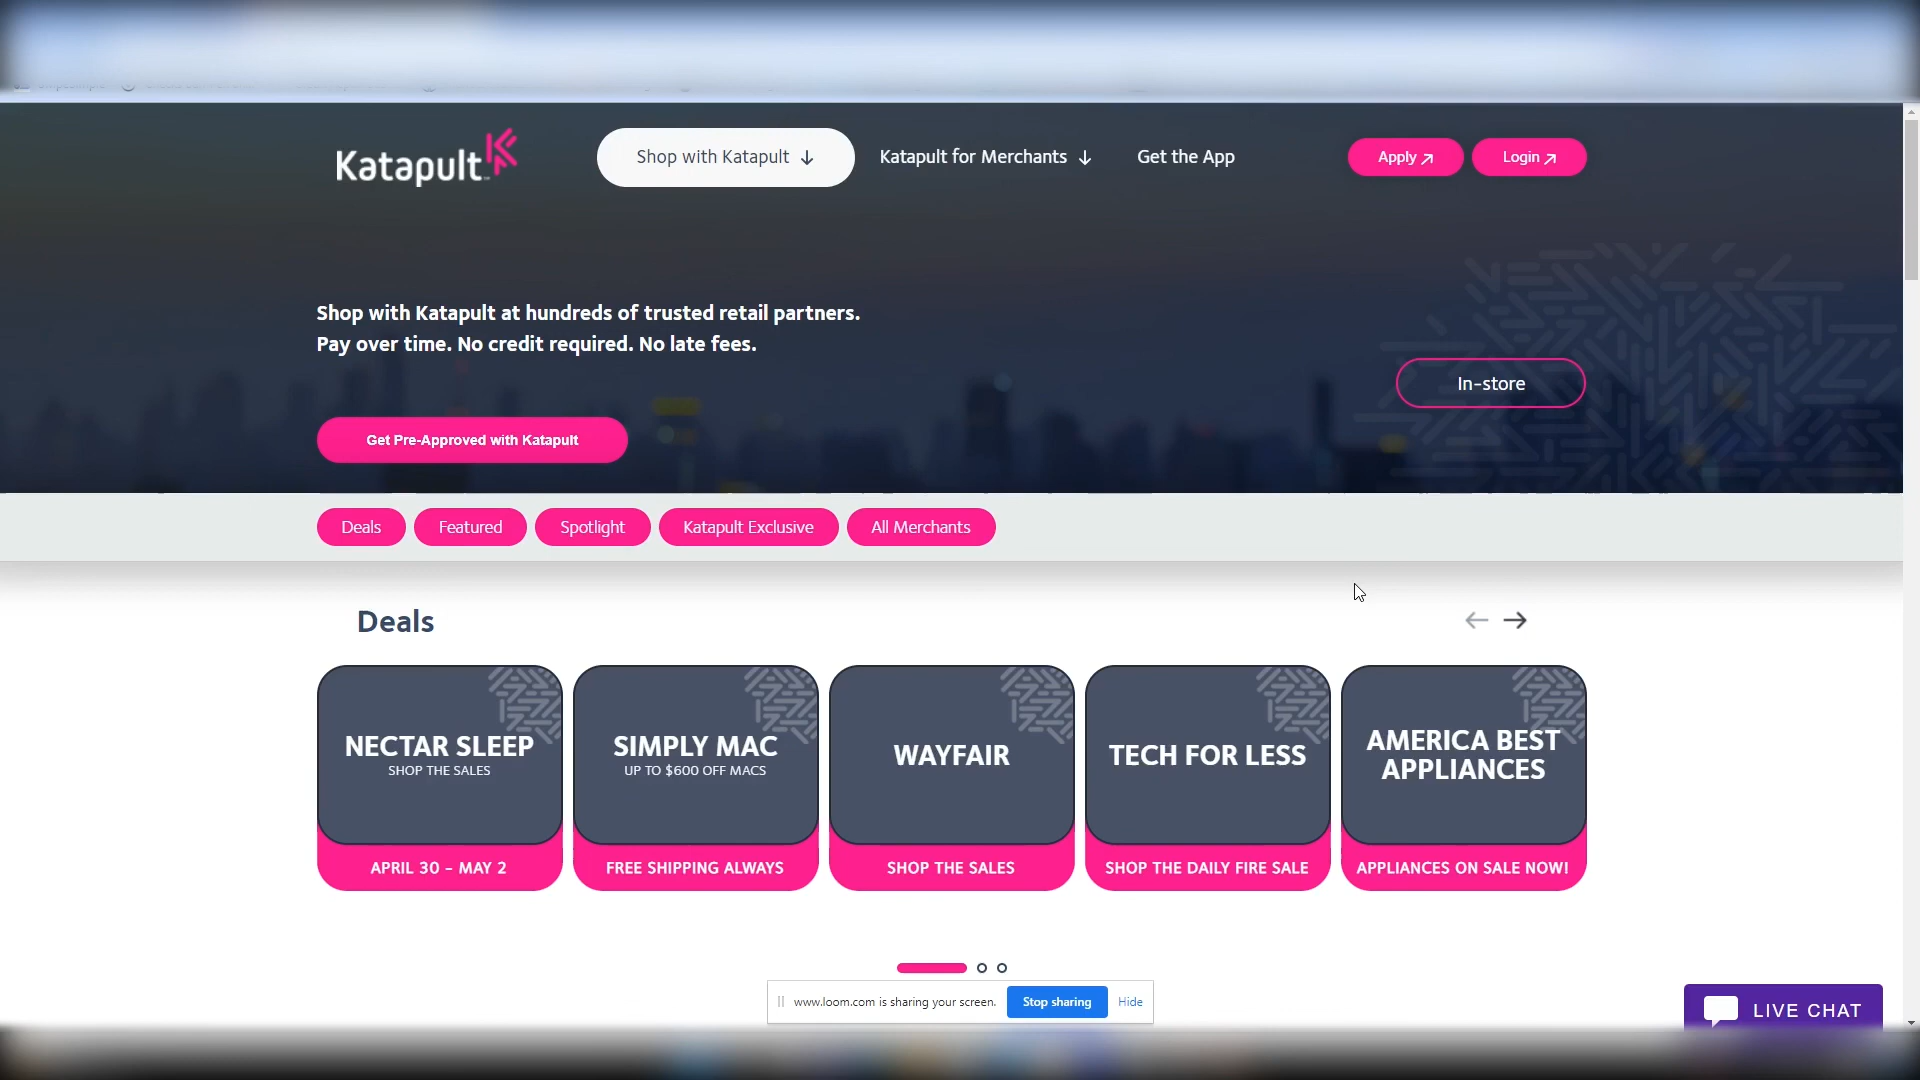 Katapult
Shop with Katapult ↓
Katapult for Merchants ↓
Get the App
Apply ↗
Login ↗
Shop with Katapult at hundreds of trusted retail partners.
Pay over time. No credit required. No late fees.
In-store
Get Pre-Approved with Katapult
Deals
Featured
Spotlight
Katapult Exclusive
All Merchants
Deals
← →
NECTAR SLEEP
SHOP THE SALES
APRIL 30 - MAY 2
SIMPLY MAC
UP TO $600 OFF MACS
FREE SHIPPING ALWAYS
WAYFAIR
SHOP THE SALES
TECH FOR LESS
SHOP THE DAILY FIRE SALE
AMERICA BEST
APPLIANCES
APPLIANCES ON SALE NOW!
www.loom.com is sharing your screen.
Stop sharing
Hide
LIVE CHAT